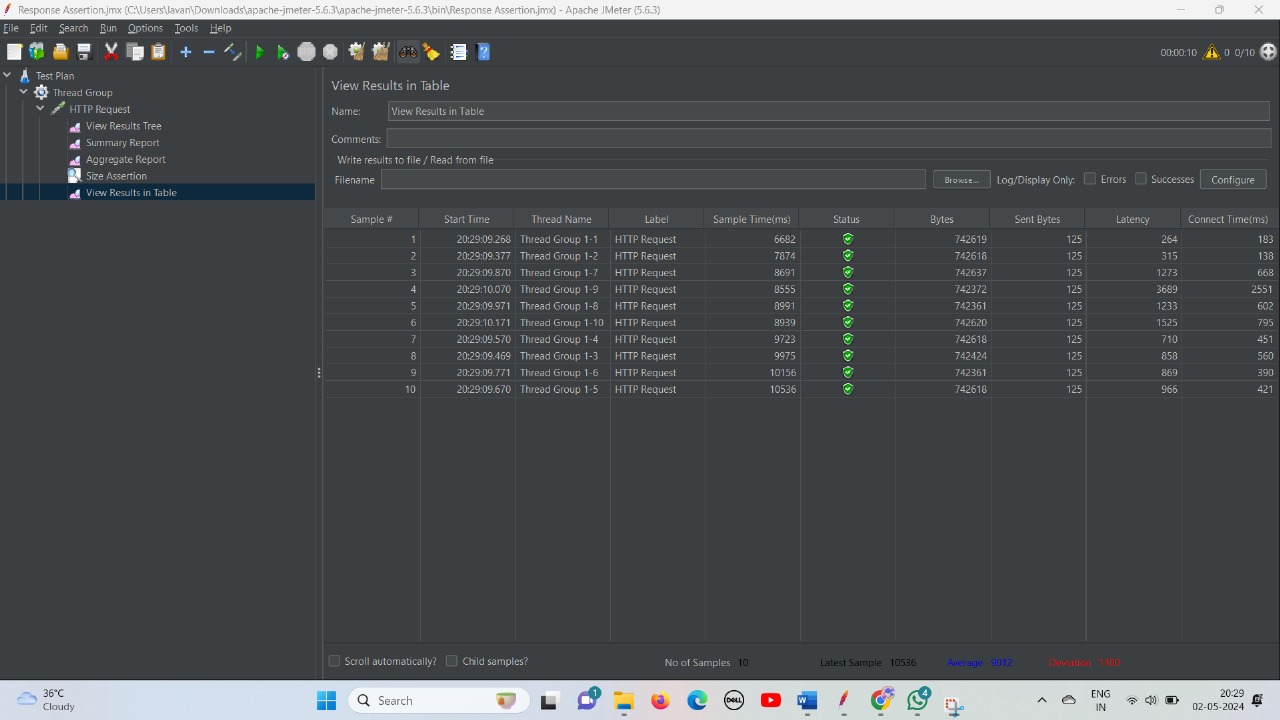 Response Assertion.jmx (C:\Users\lavan\Downloads\apache-jmeter-5.6.3\apache-jmeter-5.6.3\bin\Response Assertion.jmx) - Apache JMeter (5.6.3)
File Edit Search Run Options Tools Help
00:00:10 0 0/10
Test Plan
Thread Group
HTTP Request
View Results Tree
Summary Report
Aggregate Report
Size Assertion
View Results in Table
View Results in Table
Name: View Results in Table
Comments:
Write results to file / Read from file
Filename Browse... Log/Display Only: Errors Successes Configure
Sample # Start Time Thread Name Label Sample Time(ms) Status Bytes Sent Bytes Latency Connect Time(ms)
1 20:29:09.268 Thread Group 1-1 HTTP Request 6682 742619 125 264 183
2 20:29:09.377 Thread Group 1-2 HTTP Request 7874 742618 125 315 138
3 20:29:09.870 Thread Group 1-7 HTTP Request 8691 742637 125 1273 668
4 20:29:10.070 Thread Group 1-9 HTTP Request 8555 742372 125 3689 2551
5 20:29:09.971 Thread Group 1-8 HTTP Request 8991 742361 125 1233 602
6 20:29:10.171 Thread Group 1-10 HTTP Request 8939 742620 125 1525 795
7 20:29:09.570 Thread Group 1-4 HTTP Request 9723 742618 125 710 451
8 20:29:09.469 Thread Group 1-3 HTTP Request 9975 742424 125 858 560
9 20:29:09.771 Thread Group 1-6 HTTP Request 10156 742361 125 869 390
10 20:29:09.670 Thread Group 1-5 HTTP Request 10536 742618 125 966 421
Scroll automatically? Child samples? No of Samples 10 Latest Sample 10536 Average 9012 Deviation 1100
36°C
Cloudy
Search
1
DELL
4
ENG
IN
20:29
02-05-2024